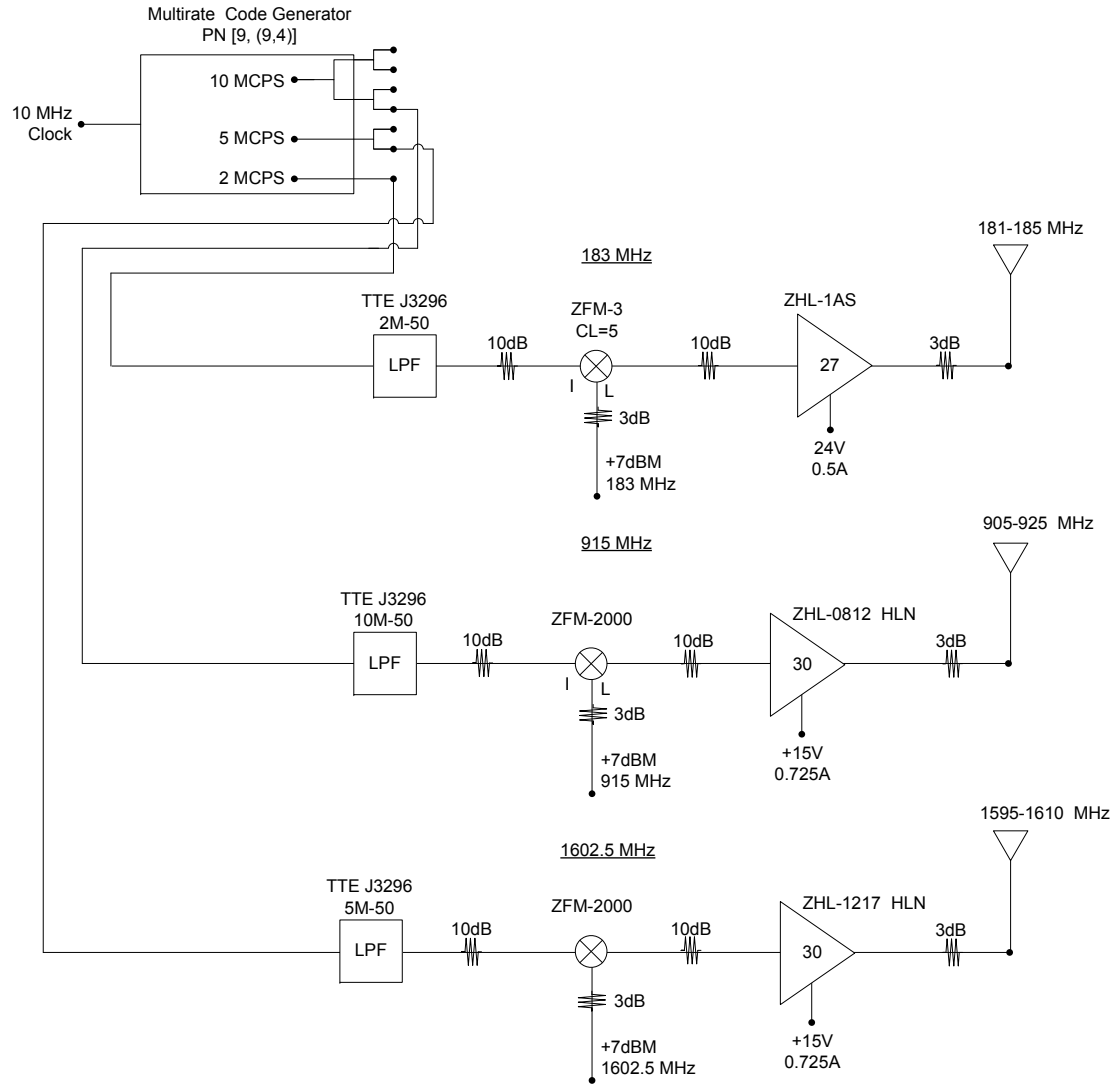 Multirate Code Generator
PN [9, (9,4)]
10 MCPS
10 MHz
Clock
5 MCPS
2 MCPS
181-185 MHz
183 MHz
TTE J3296
2M-50
ZFM-3
CL=5
ZHL-1AS
10dB
10dB
3dB
LPF
27
I
L
3dB
24V
0.5A
+7dBM
183 MHz
905-925 MHz
915 MHz
TTE J3296
10M-50
ZFM-2000
ZHL-0812 HLN
10dB
10dB
3dB
LPF
30
I
L
3dB
+15V
0.725A
+7dBM
915 MHz
1595-1610 MHz
1602.5 MHz
TTE J3296
5M-50
ZFM-2000
ZHL-1217 HLN
10dB
10dB
3dB
LPF
30
3dB
+15V
0.725A
+7dBM
1602.5 MHz